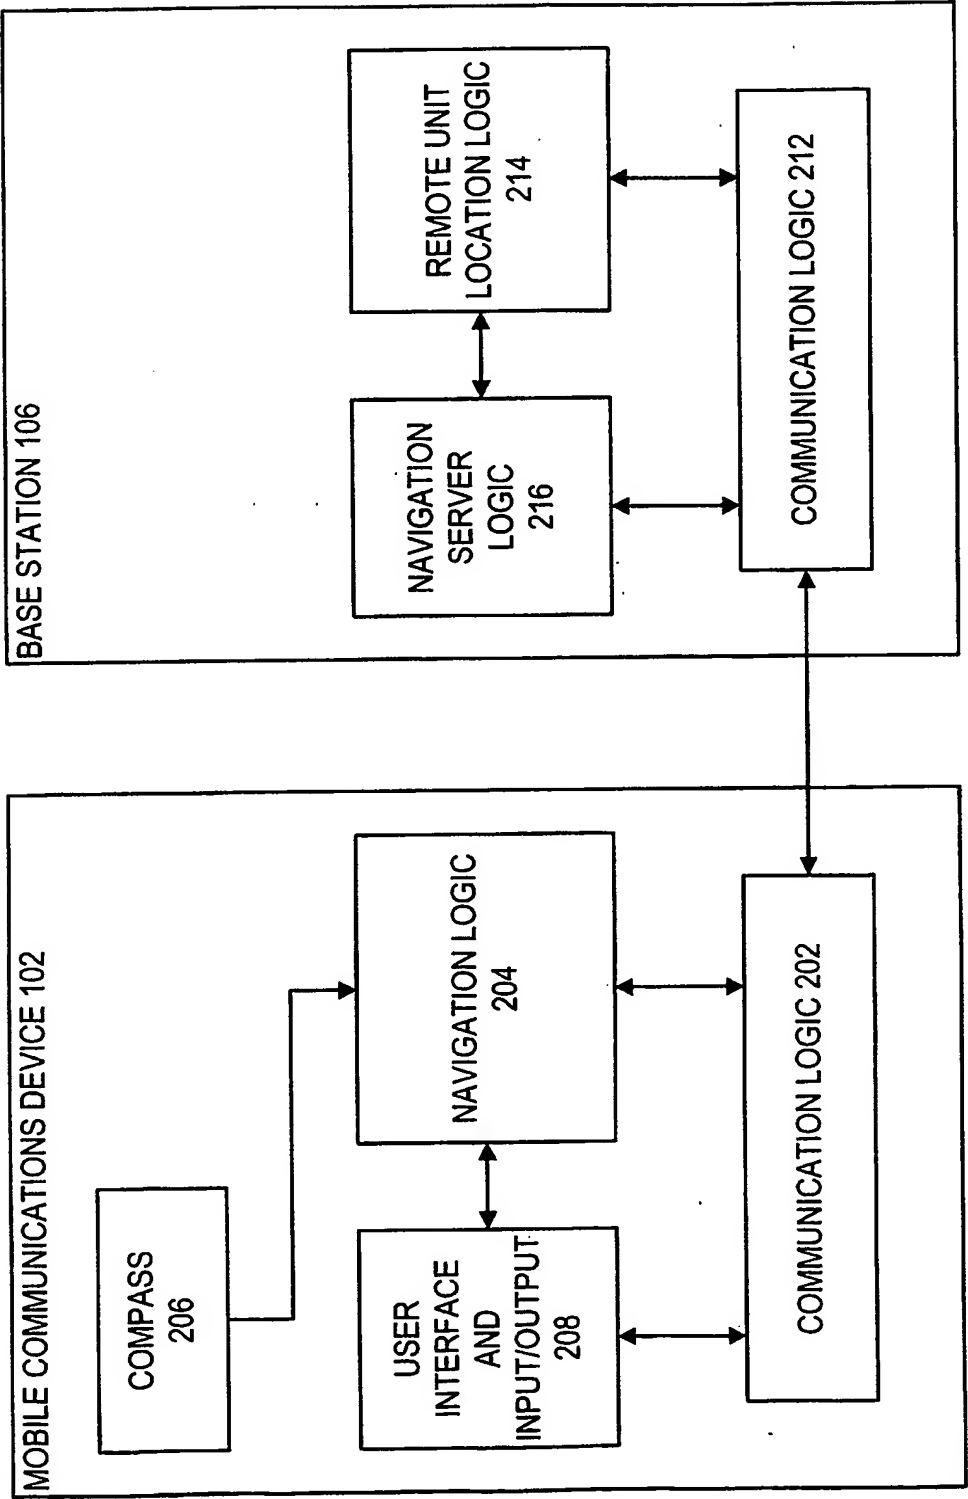 MOBILE COMMUNICATIONS DEVICE 102
COMPASS
206
USER
INTERFACE
AND
INPUT/OUTPUT
208
NAVIGATION LOGIC
204
COMMUNICATION LOGIC 202
BASE STATION 106
NAVIGATION
SERVER
LOGIC
216
REMOTE UNIT
LOCATION LOGIC
214
COMMUNICATION LOGIC 212